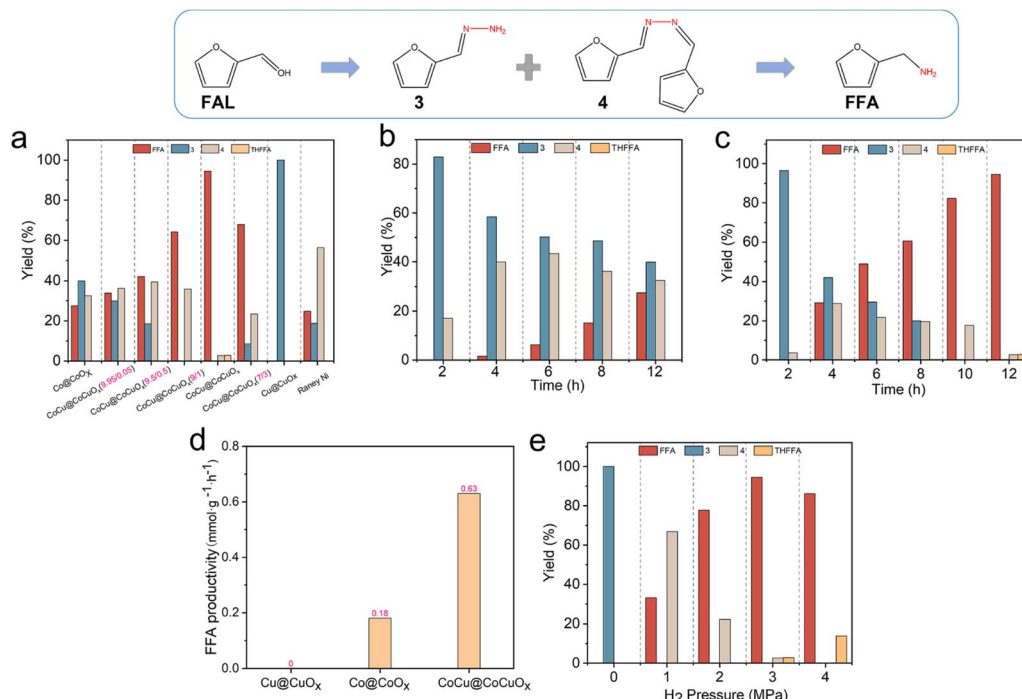 O
OH
FAL
O
N
NH₂
3
O
N
N
O
4
O
NH₂
FFA
a
FFA 3 4 THFFA
Yield (%)
100
80
60
40
20
0
Co@CoOX
CoCu@CoCuOx(9.95/0.05)
CoCu@CoCuOx(9.5/0.5)
CoCu@CoCuOx(9/1)
CoCu@CoCuOx
CoCu@CoCuOx(7/3)
Cu@CuOx
Raney Ni
b
FFA 3 4 THFFA
Yield (%)
80
60
40
20
0
2 4 6 8 12
Time (h)
c
FFA 3 4 THFFA
Yield (%)
100
80
60
40
20
0
2 4 6 8 10 12
Time (h)
d
FFA productivity (mmol·g⁻¹·h⁻¹)
0.8
0.6
0.4
0.2
0.0
0
0.18
0.63
Cu@CuOX Co@CoOX CoCu@CoCuOX
e
FFA 3 4 THFFA
Yield (%)
100
80
60
40
20
0
0 1 2 3 4
H2 Pressure (MPa)